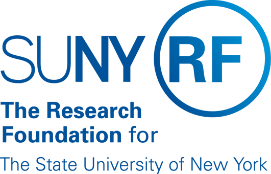 SUNY RF
The Research
Foundation for
The State University of New York